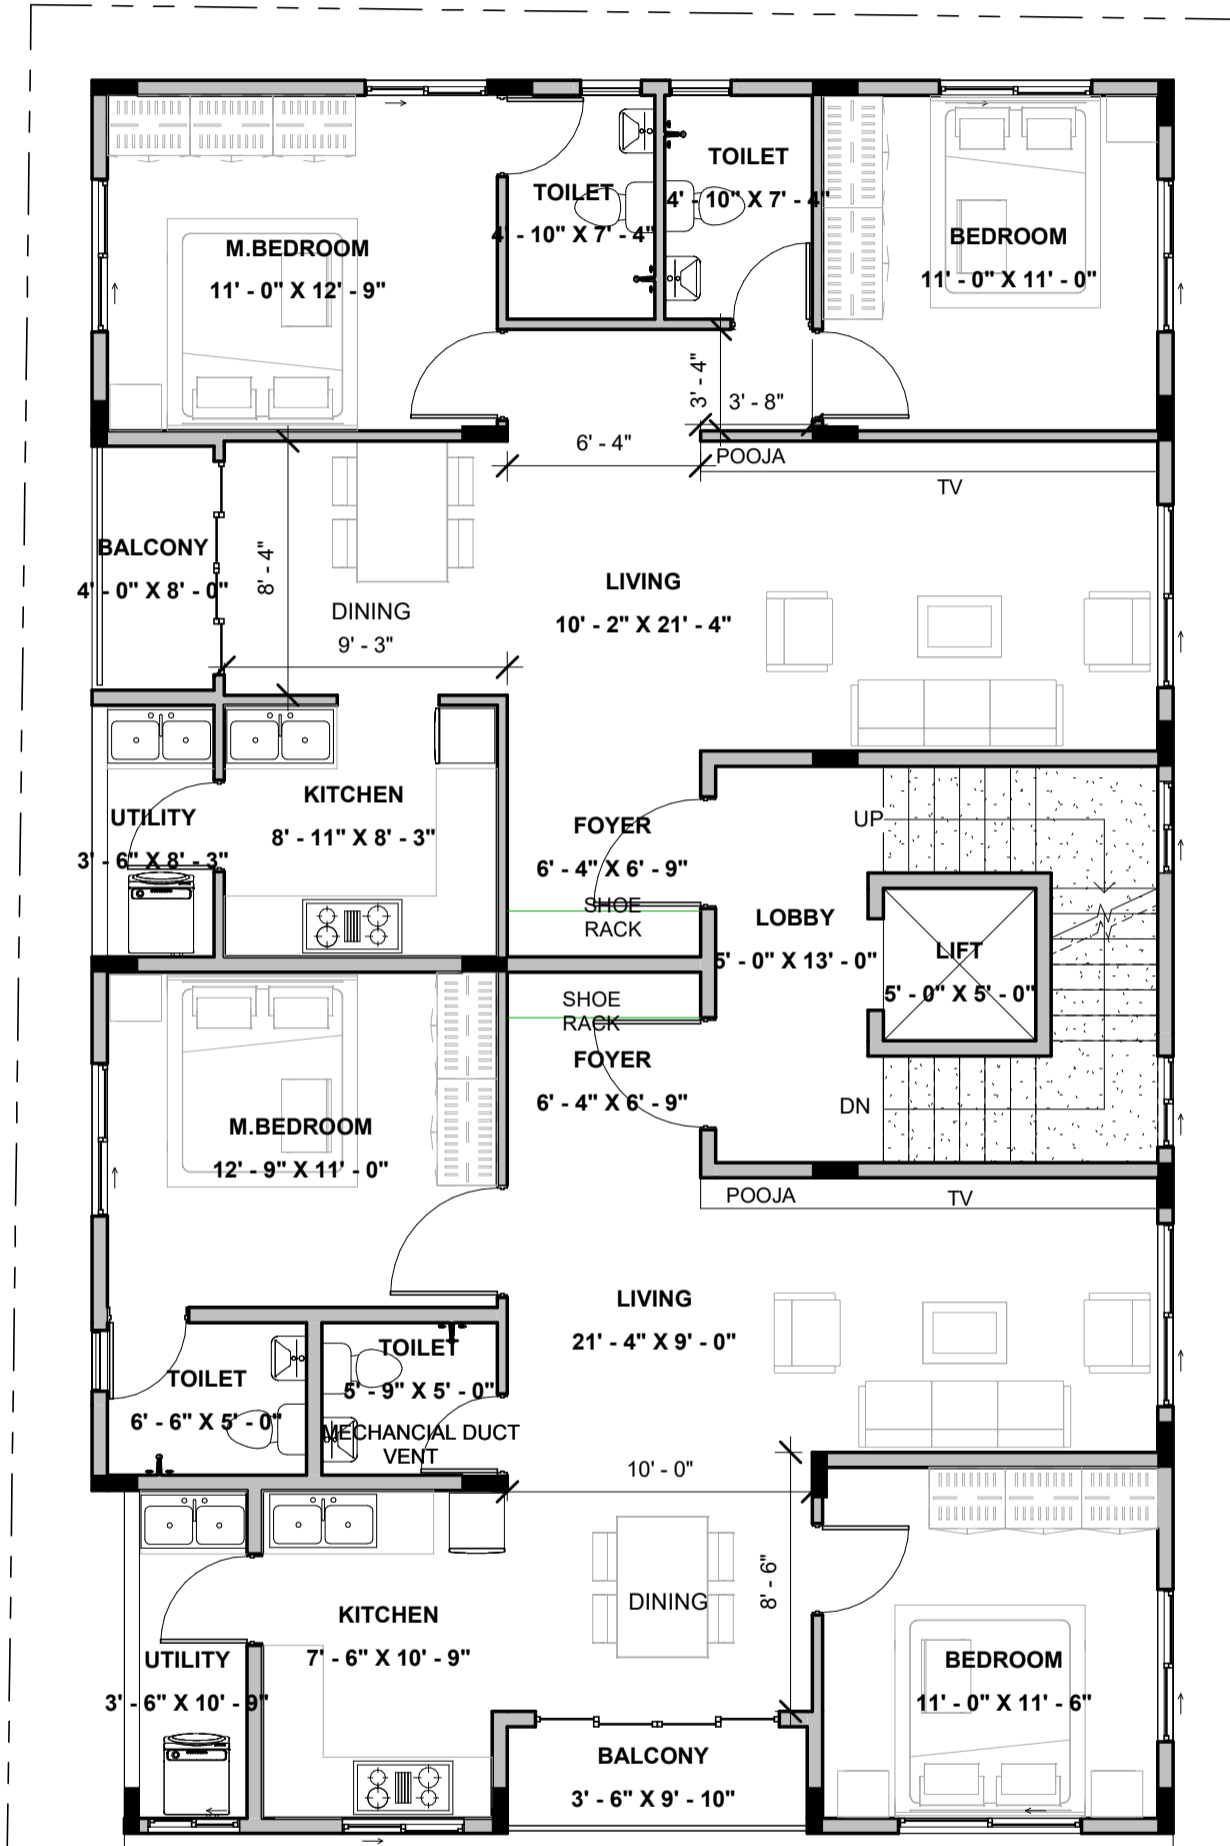 TOILET
4' - 10" X 7' - 4"
TOILET
4' - 10" X 7' - 4"
M.BEDROOM
11' - 0" X 12' - 9"
BEDROOM
11' - 0" X 11' - 0"
3' - 4"
3' - 8"
6' - 4"
POOJA
TV
BALCONY
4' - 0" X 8' - 0"
8' - 4"
DINING
9' - 3"
LIVING
10' - 2" X 21' - 4"
UTILITY
3' - 6" X 8' - 3"
KITCHEN
8' - 11" X 8' - 3"
FOYER
6' - 4" X 6' - 9"
SHOE
RACK
UP
LOBBY
5' - 0" X 13' - 0"
LIFT
5' - 0" X 5' - 0"
SHOE
RACK
FOYER
6' - 4" X 6' - 9"
DN
M.BEDROOM
12' - 9" X 11' - 0"
POOJA
TV
LIVING
21' - 4" X 9' - 0"
TOILET
6' - 6" X 5' - 0"
TOILET
5' - 9" X 5' - 0"
MECHANCIAL DUCT
VENT
10' - 0"
8' - 6"
DINING
KITCHEN
7' - 6" X 10' - 9"
UTILITY
3' - 6" X 10' - 9"
BEDROOM
11' - 0" X 11' - 6"
BALCONY
3' - 6" X 9' - 10"